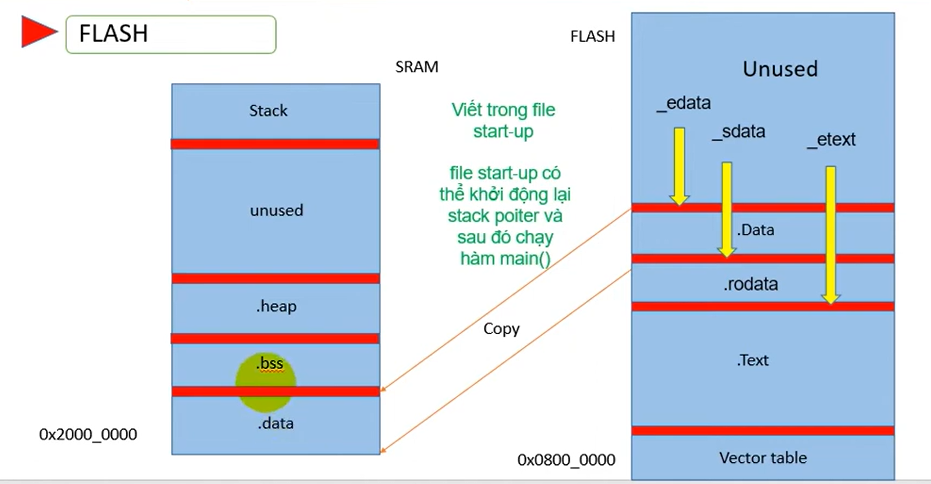 FLASH
SRAM
Stack
unused
.heap
.bss
.data
0x2000_0000
Viết trong file
start-up
file start-up có
thể khởi động lại
stack poiter và
sau đó chạy
hàm main()
Copy
FLASH
Unused
_edata
_sdata
_etext
.Data
.rodata
.Text
Vector table
0x0800_0000